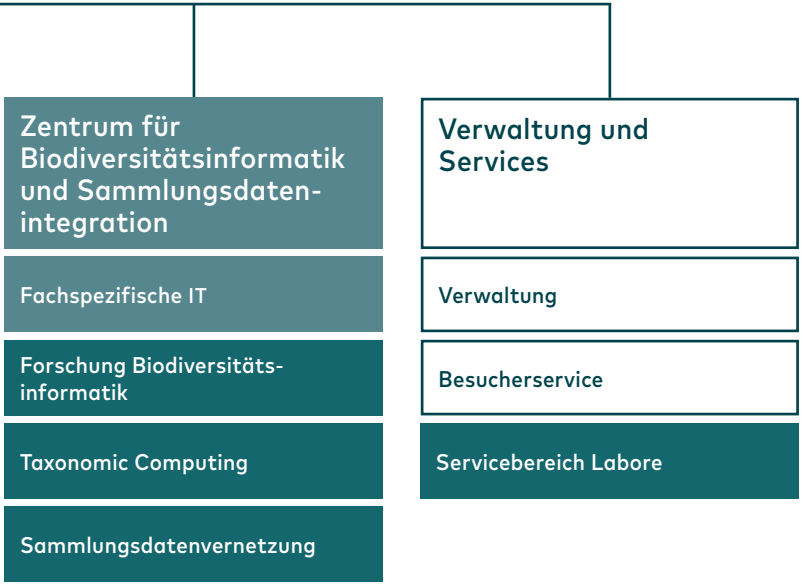 Zentrum für
Biodiversitätsinformatik
und Sammlungsdaten-
integration
Fachspezifische IT
Forschung Biodiversitäts-
informatik
Taxonomic Computing
Sammlungsdatenvernetzung
Verwaltung und
Services
Verwaltung
Besucherservice
Servicebereich Labore